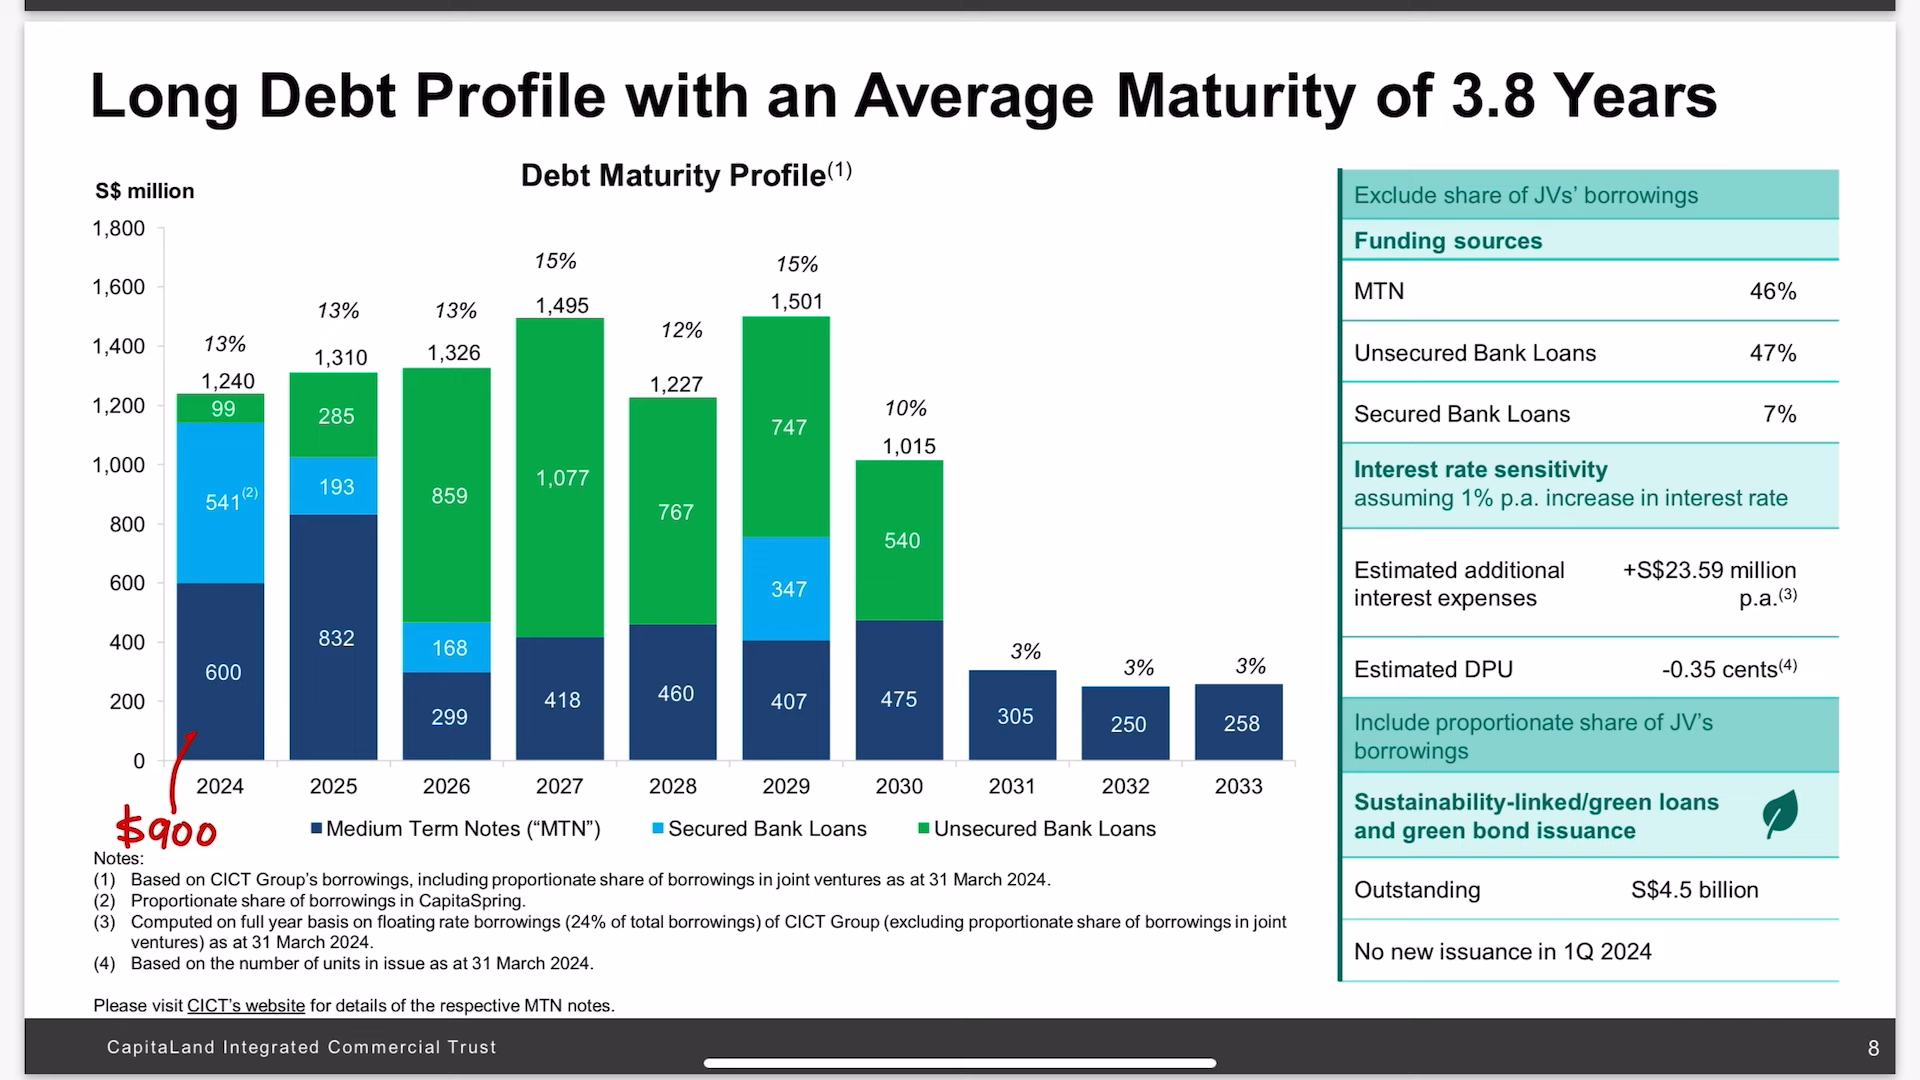 Long Debt Profile with an Average Maturity of 3.8 Years
Debt Maturity Profile(1)
S$ million
1,800
1,600
1,400
1,200
1,000
800
600
400
200
0
13%
1,240
99
541(2)
600
13%
1,310
285
193
832
13%
1,326
859
168
299
15%
1,495
1,077
418
12%
1,227
767
460
15%
1,501
747
347
407
10%
1,015
540
475
3%
305
3%
250
3%
258
2024 2025 2026 2027 2028 2029 2030 2031 2032 2033
$900
Medium Term Notes (“MTN”) Secured Bank Loans Unsecured Bank Loans
Notes:
(1) Based on CICT Group’s borrowings, including proportionate share of borrowings in joint ventures as at 31 March 2024.
(2) Proportionate share of borrowings in CapitaSpring.
(3) Computed on full year basis on floating rate borrowings (24% of total borrowings) of CICT Group (excluding proportionate share of borrowings in joint
ventures) as at 31 March 2024.
(4) Based on the number of units in issue as at 31 March 2024.
Please visit CICT’s website for details of the respective MTN notes.
Exclude share of JVs’ borrowings
Funding sources
MTN 46%
Unsecured Bank Loans 47%
Secured Bank Loans 7%
Interest rate sensitivity
assuming 1% p.a. increase in interest rate
Estimated additional +S$23.59 million
interest expenses p.a.(3)
Estimated DPU -0.35 cents(4)
Include proportionate share of JV’s
borrowings
Sustainability-linked/green loans
and green bond issuance
Outstanding S$4.5 billion
No new issuance in 1Q 2024
CapitaLand Integrated Commercial Trust 8